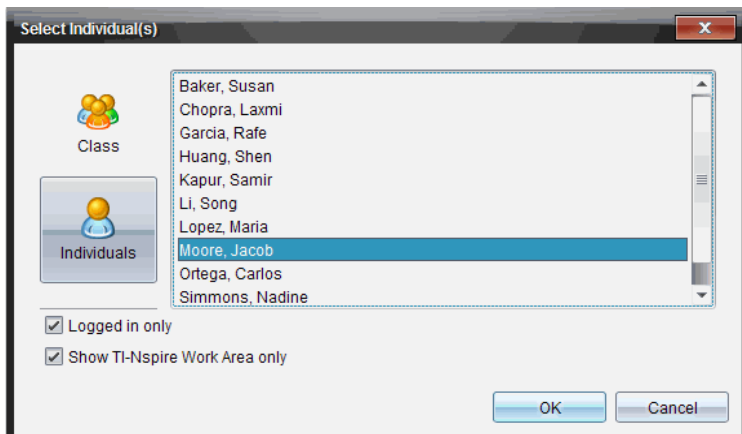 Select Individual(s)
Class
Individuals
Baker, Susan
Chopra, Laxmi
Garcia, Rafe
Huang, Shen
Kapur, Samir
Li, Song
Lopez, Maria
Moore, Jacob
Ortega, Carlos
Simmons, Nadine
Logged in only
Show TI-Nspire Work Area only
OK
Cancel